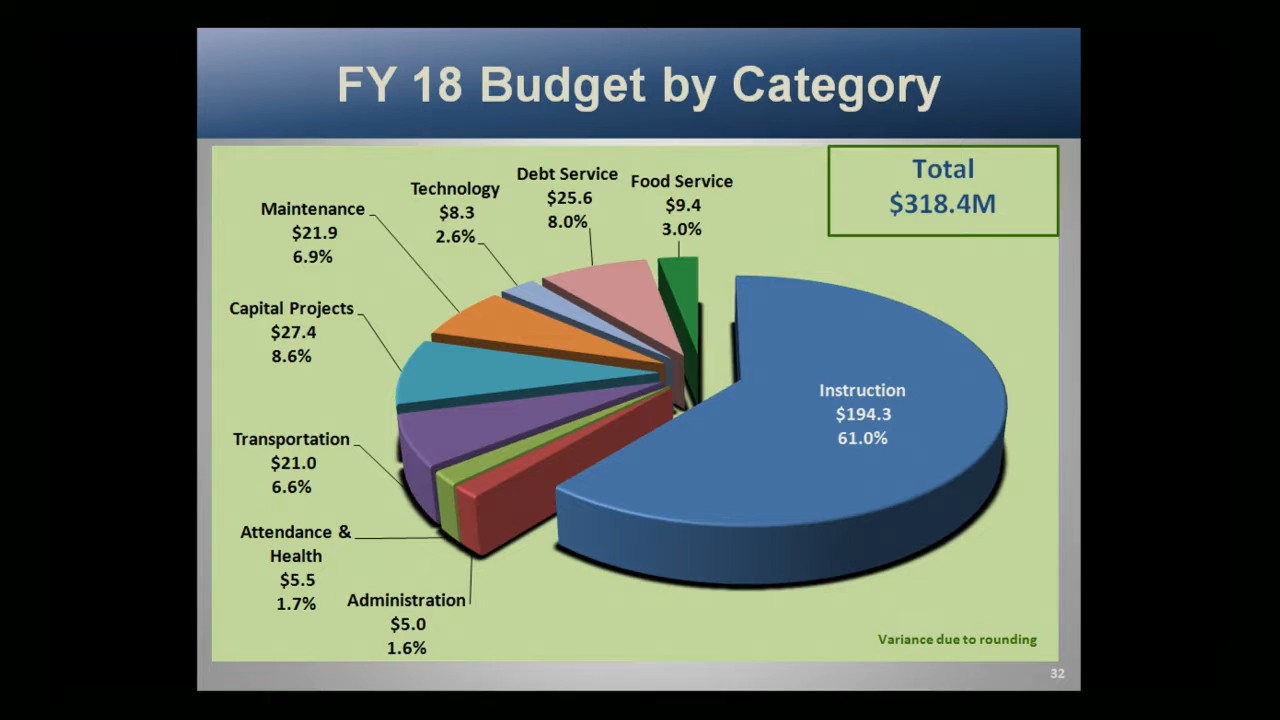 FY 18 Budget by Category
Total
$318.4M
Debt Service
$25.6
8.0%
Food Service
$9.4
3.0%
Technology
$8.3
2.6%
Maintenance
$21.9
6.9%
Capital Projects
$27.4
8.6%
Instruction
$194.3
61.0%
Transportation
$21.0
6.6%
Attendance &
Health
$5.5
1.7%
Administration
$5.0
1.6%
Variance due to rounding
32